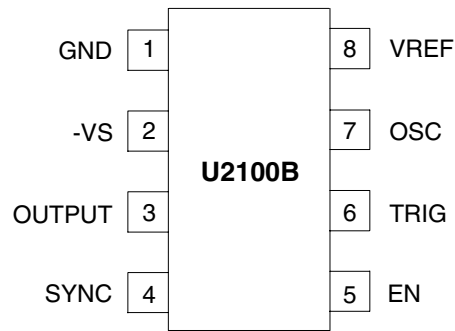 GND 1 8 VREF
-VS 2 7 OSC
U2100B
OUTPUT 3 6 TRIG
SYNC 4 5 EN